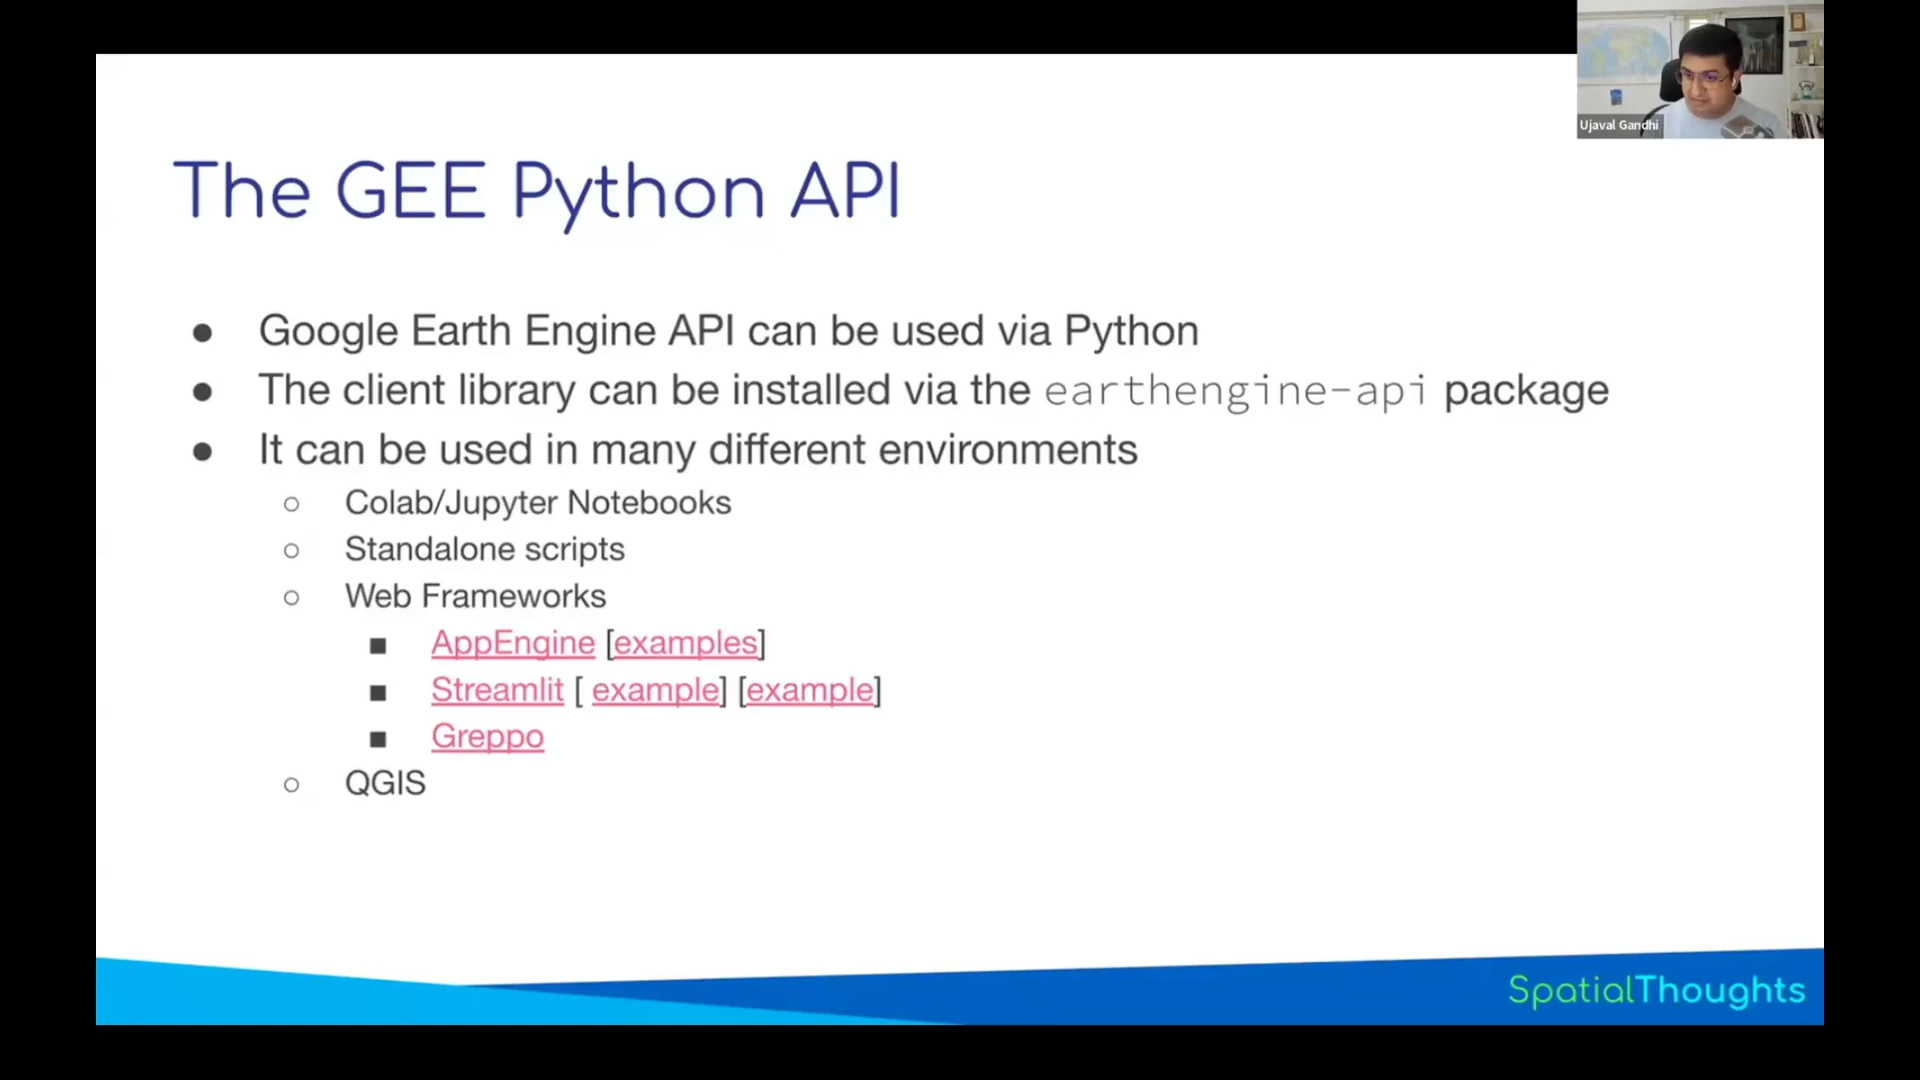 Ujaval Gandhi
The GEE Python API
● Google Earth Engine API can be used via Python
● The client library can be installed via the earthengine-api package
● It can be used in many different environments
○ Colab/Jupyter Notebooks
○ Standalone scripts
○ Web Frameworks
■ AppEngine [examples]
■ Streamlit [ example] [example]
■ Greppo
○ QGIS
SpatialThoughts